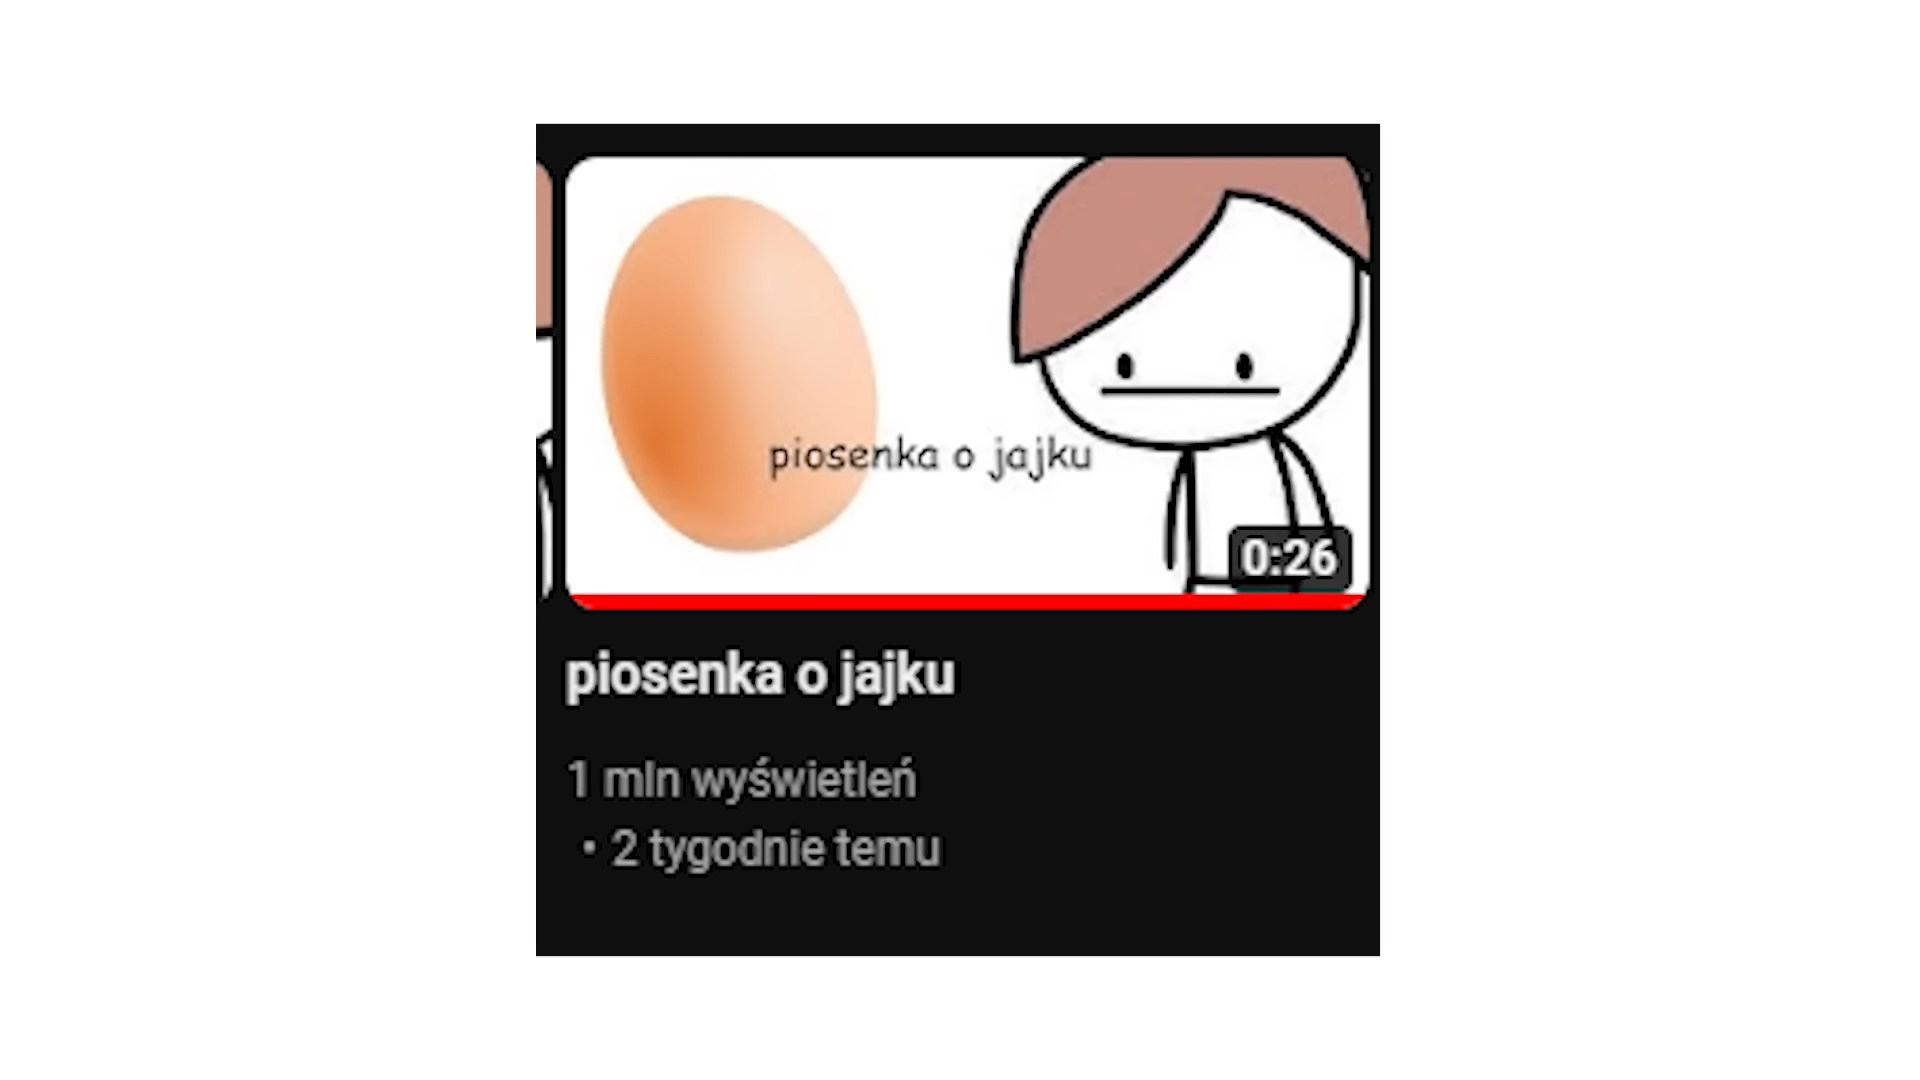 piosenka o jajku
0:26
piosenka o jajku
1 mln wyświetleń
• 2 tygodnie temu